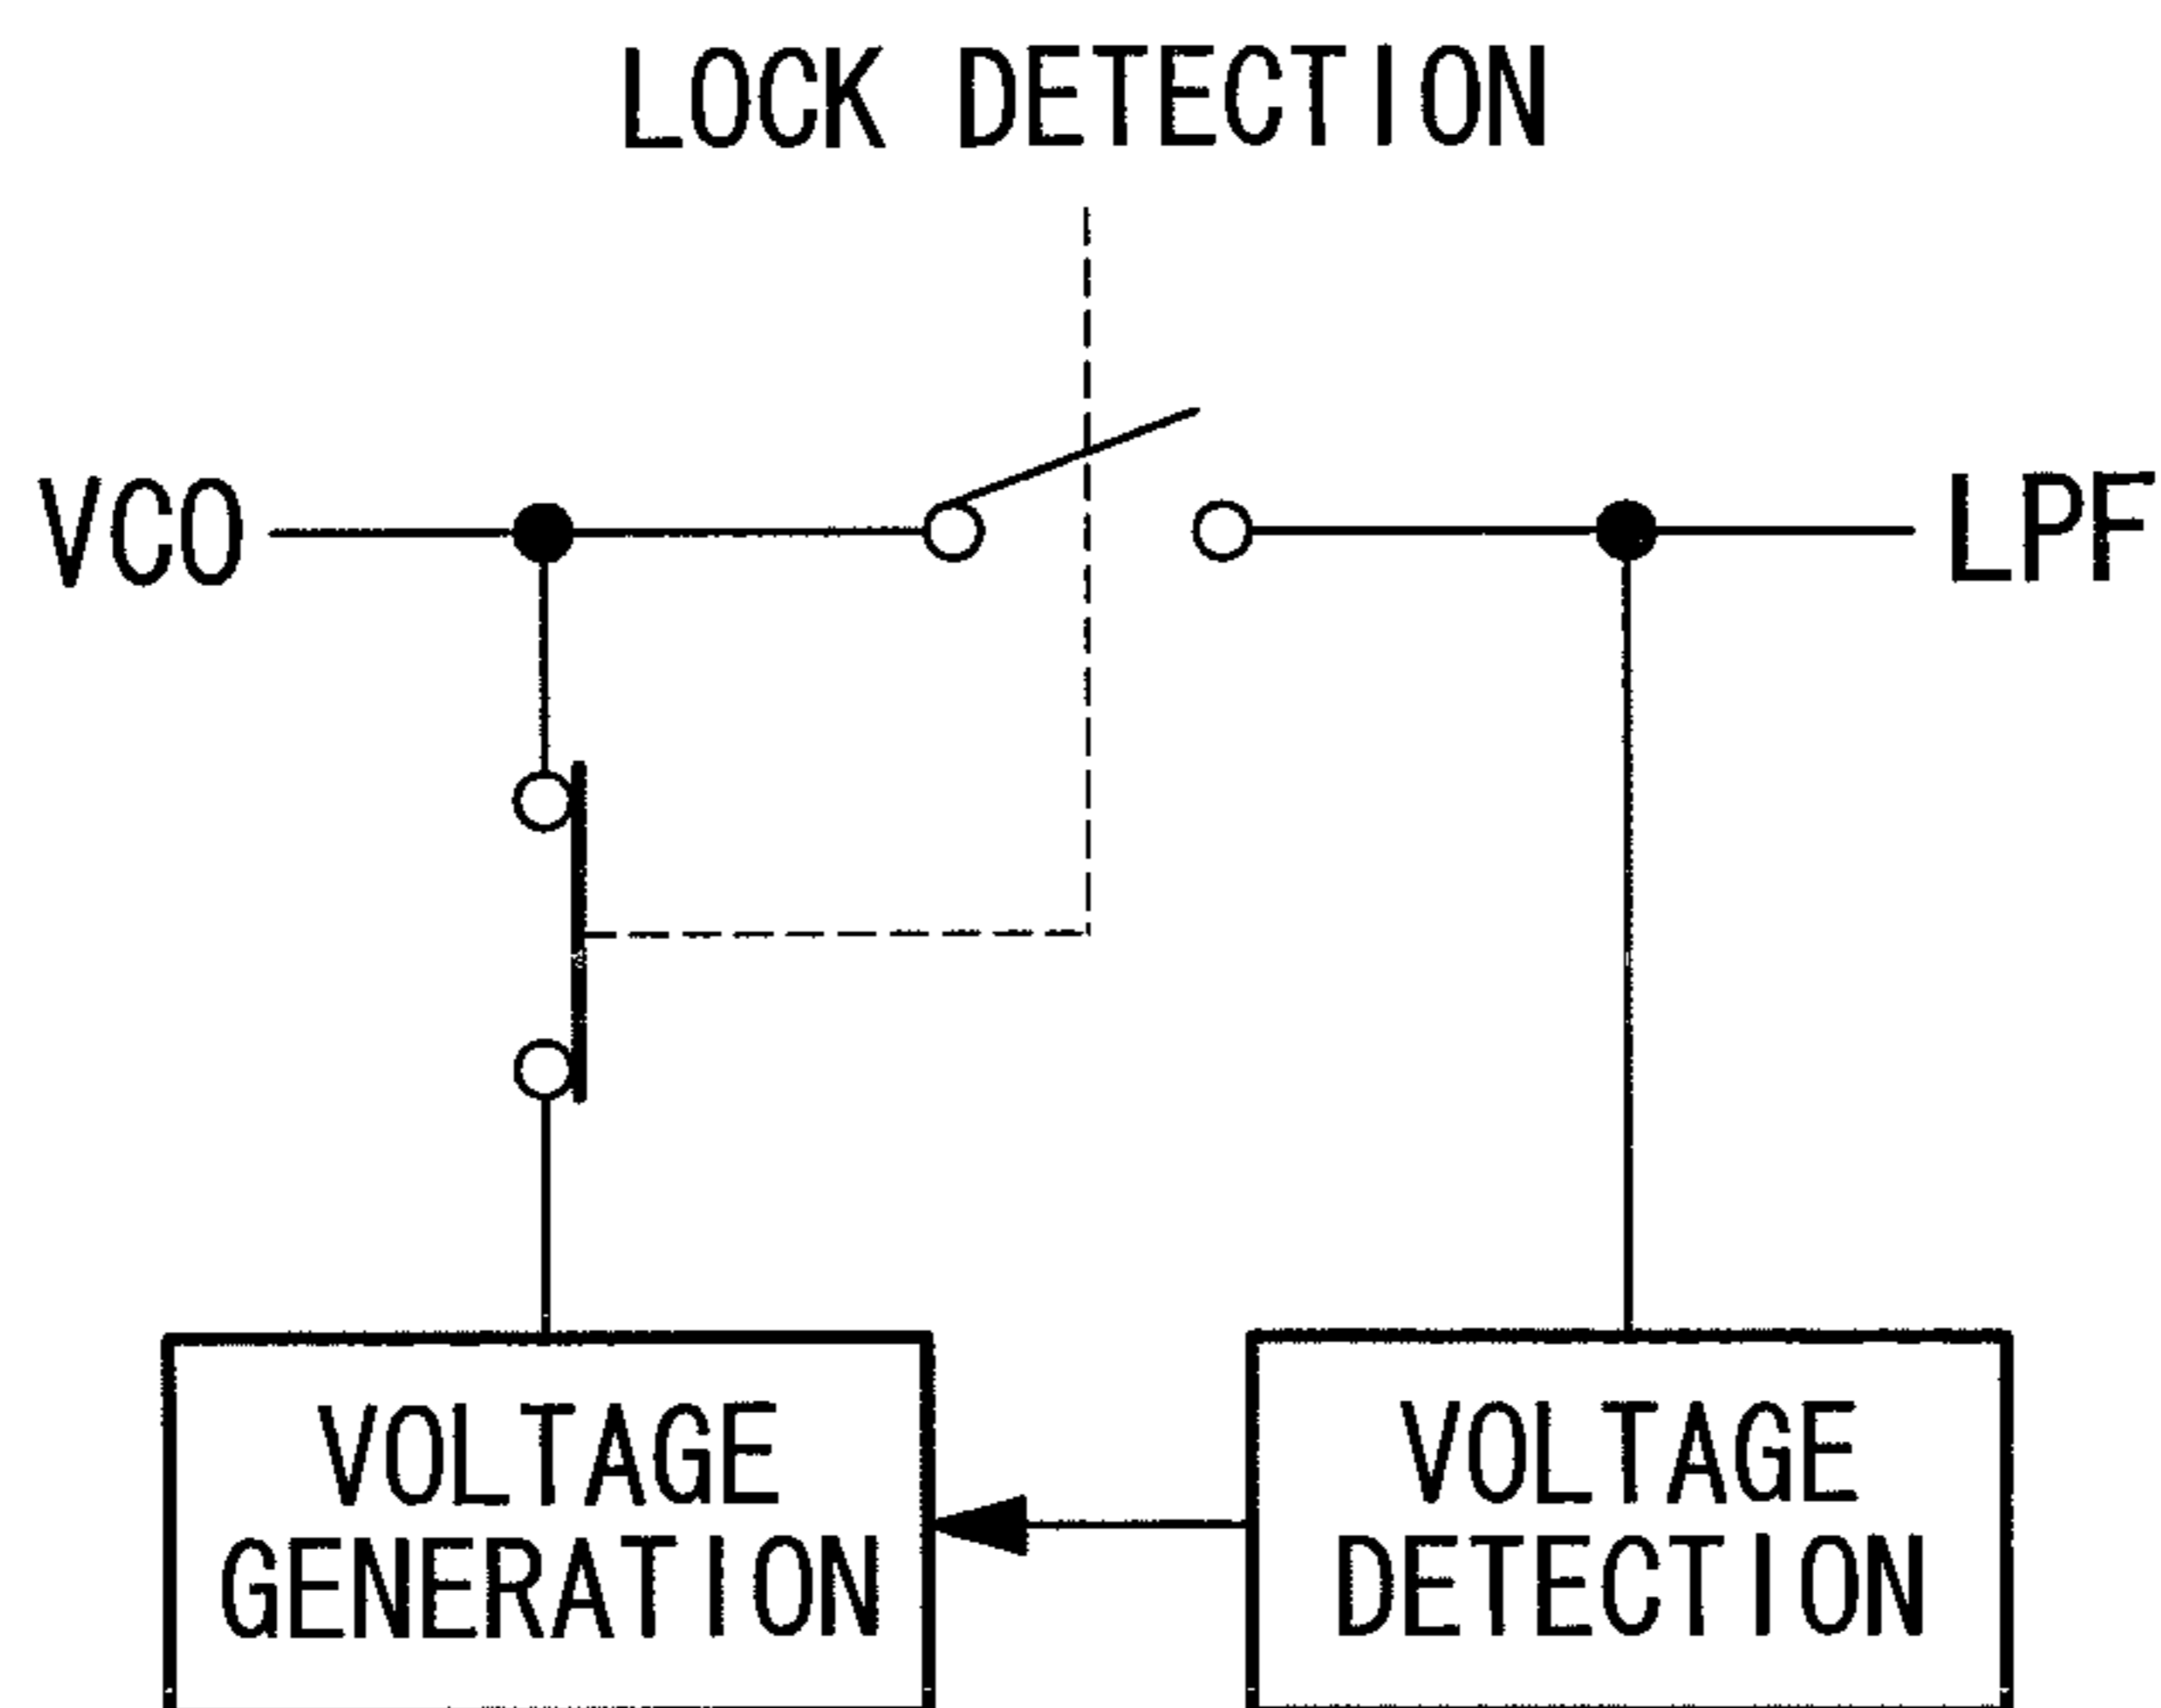 LOCK DETECTION
VCO
LPF
VOLTAGE
GENERATION
VOLTAGE
DETECTION